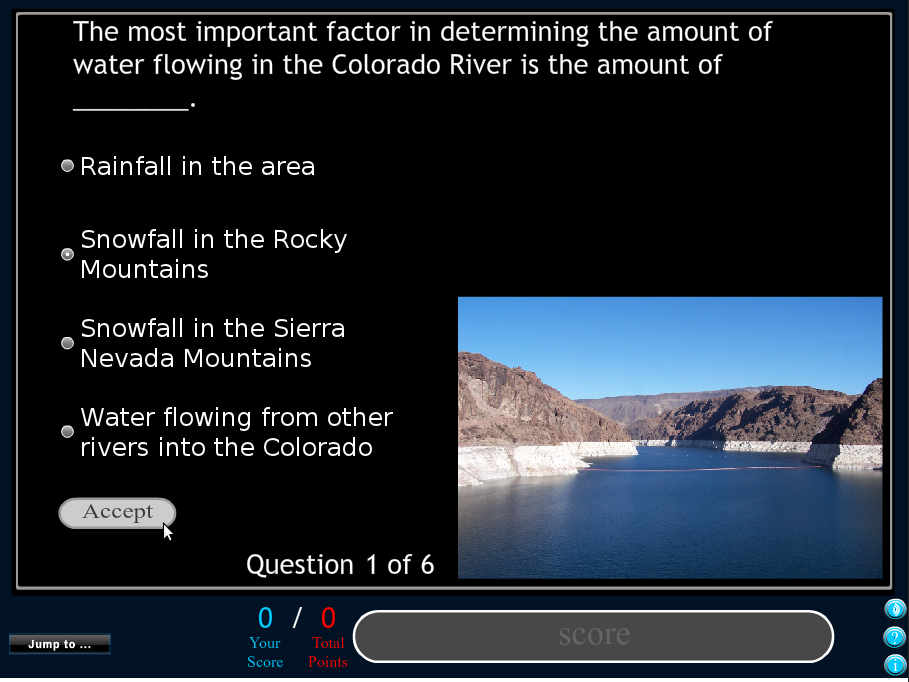 The most important factor in determining the amount of
water flowing in the Colorado River is the amount of
________.
Rainfall in the area
Snowfall in the Rocky
Mountains
Snowfall in the Sierra
Nevada Mountains
Water flowing from other
rivers into the Colorado
Accept
Question 1 of 6
Jump to ...
0 / 0
Your Total
Score Points
score
?
i